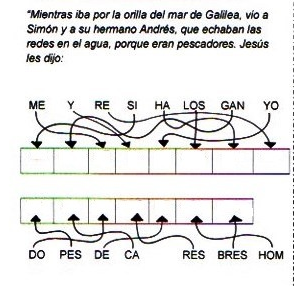 "Mientras iba por la orilla del mar de Galilea, vio a
Simón y a su hermano Andrés, que echaban las
redes en el agua, porque eran pescadores. Jesús
les dijo:
ME Y RE SI HA LOS GAN YO
DO PES DE CA RES BRES HOM